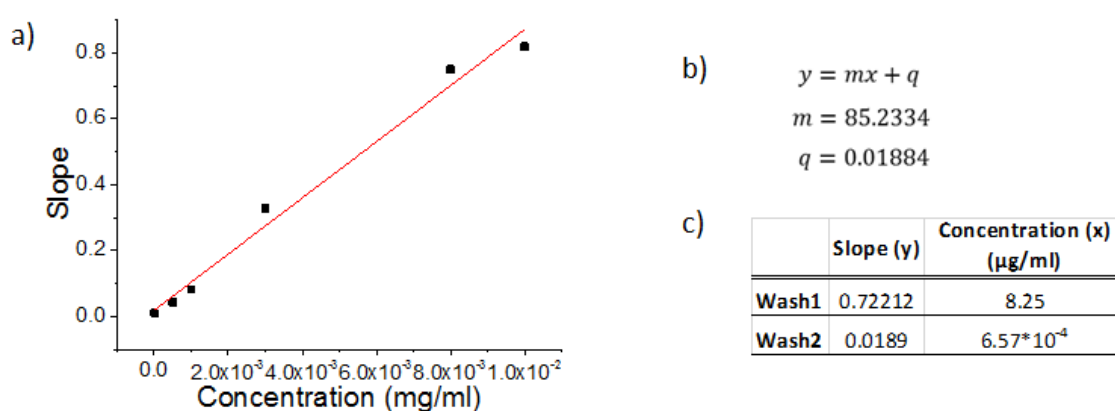 a)
0.8
0.6
0.4
0.2
0.0
Slope
0.0 2.0x10⁻³ 4.0x10⁻³ 6.0x10⁻³ 8.0x10⁻³ 1.0x10⁻²
Concentration (mg/ml)
b)
y = mx + q
m = 85.2334
q = 0.01884
c)
Slope (y) Concentration (x) (µg/ml)
Wash1 0.72212 8.25
Wash2 0.0189 6.57*10⁻⁴